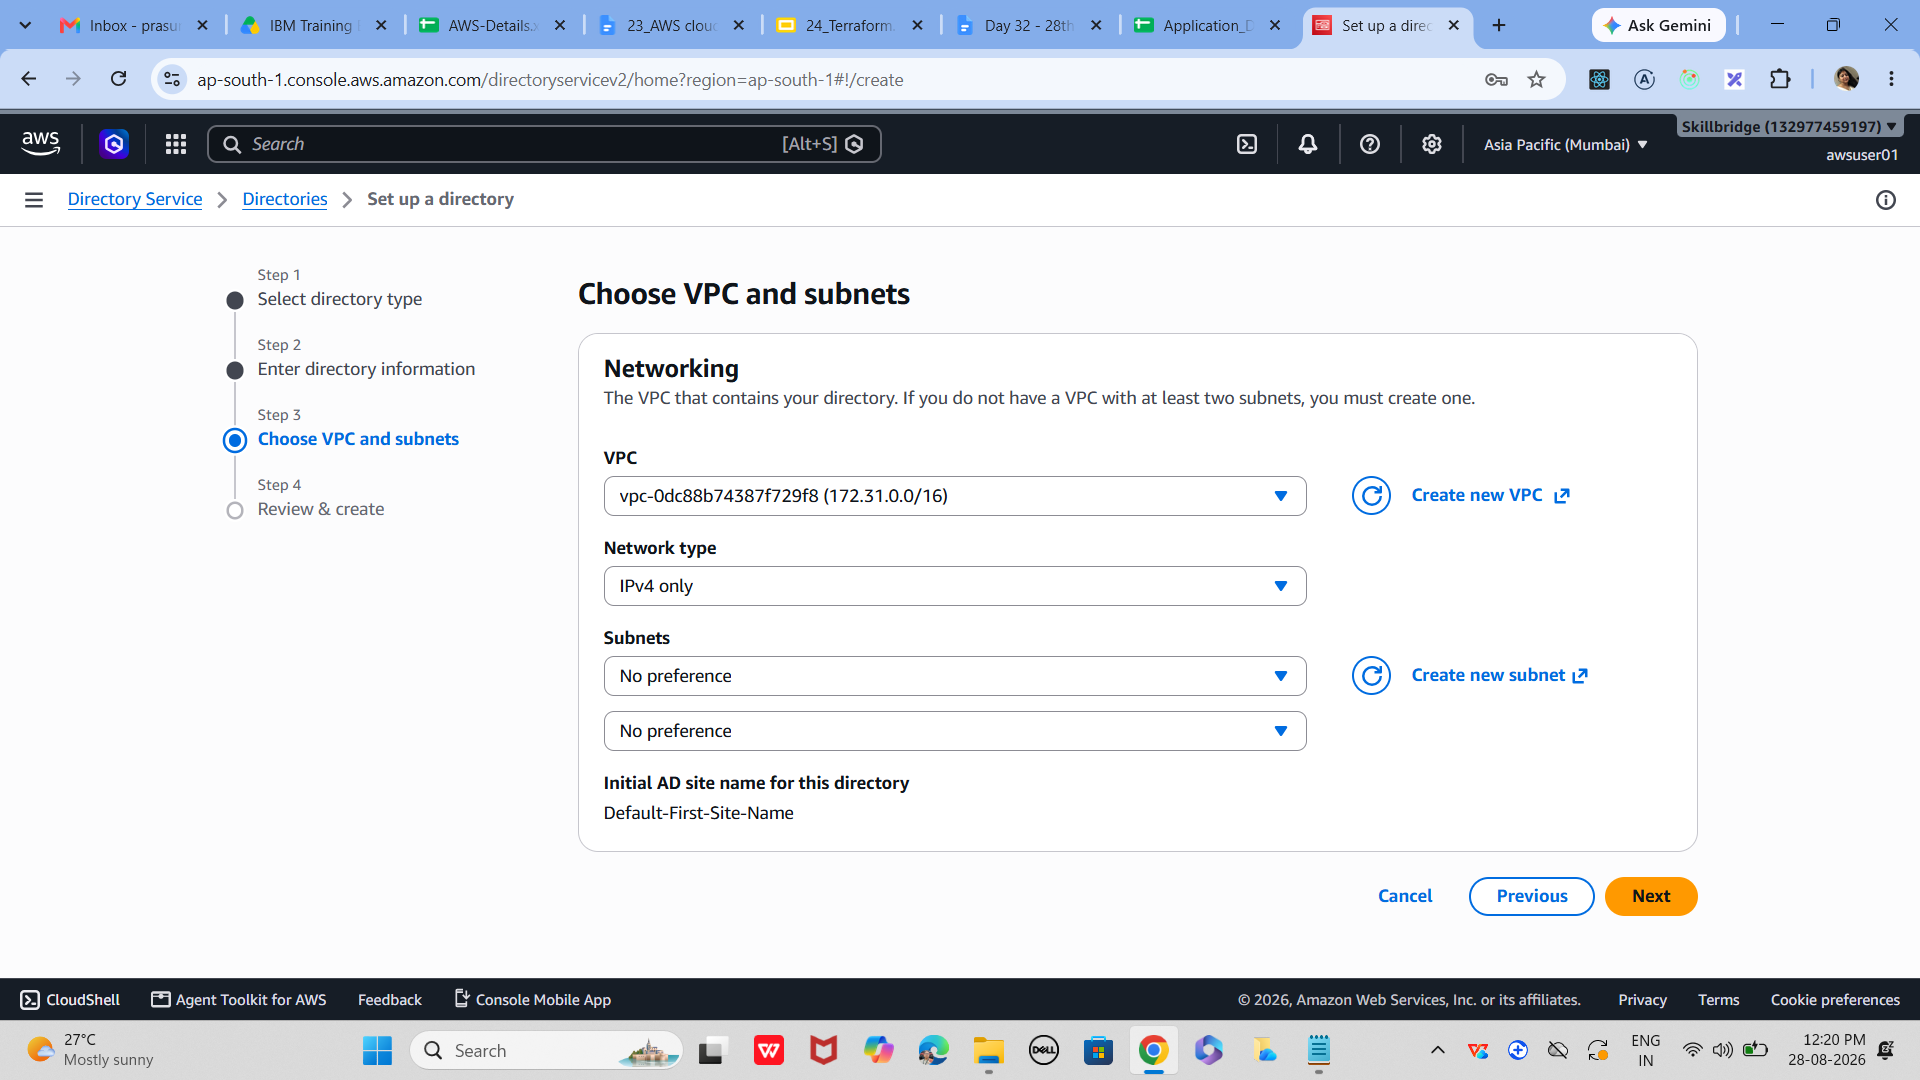 Inbox - prasu
IBM Training
AWS-Details.x
23_AWS clou
24_Terraform.
Day 32 - 28th
Application_D
Set up a direc
Ask Gemini
ap-south-1.console.aws.amazon.com/directoryservicev2/home?region=ap-south-1#!/create
aws
Search
[Alt+S]
Asia Pacific (Mumbai)
Skillbridge (132977459197)
awsuser01
Directory Service
Directories
Set up a directory
Step 1
Select directory type
Step 2
Enter directory information
Step 3
Choose VPC and subnets
Step 4
Review & create
Choose VPC and subnets
Networking
The VPC that contains your directory. If you do not have a VPC with at least two subnets, you must create one.
VPC
vpc-0dc88b74387f729f8 (172.31.0.0/16)
Create new VPC
Network type
IPv4 only
Subnets
No preference
Create new subnet
No preference
Initial AD site name for this directory
Default-First-Site-Name
Cancel
Previous
Next
CloudShell
Agent Toolkit for AWS
Feedback
Console Mobile App
© 2026, Amazon Web Services, Inc. or its affiliates.
Privacy
Terms
Cookie preferences
27°C
Mostly sunny
Search
DELL
ENG
IN
12:20 PM
28-08-2026